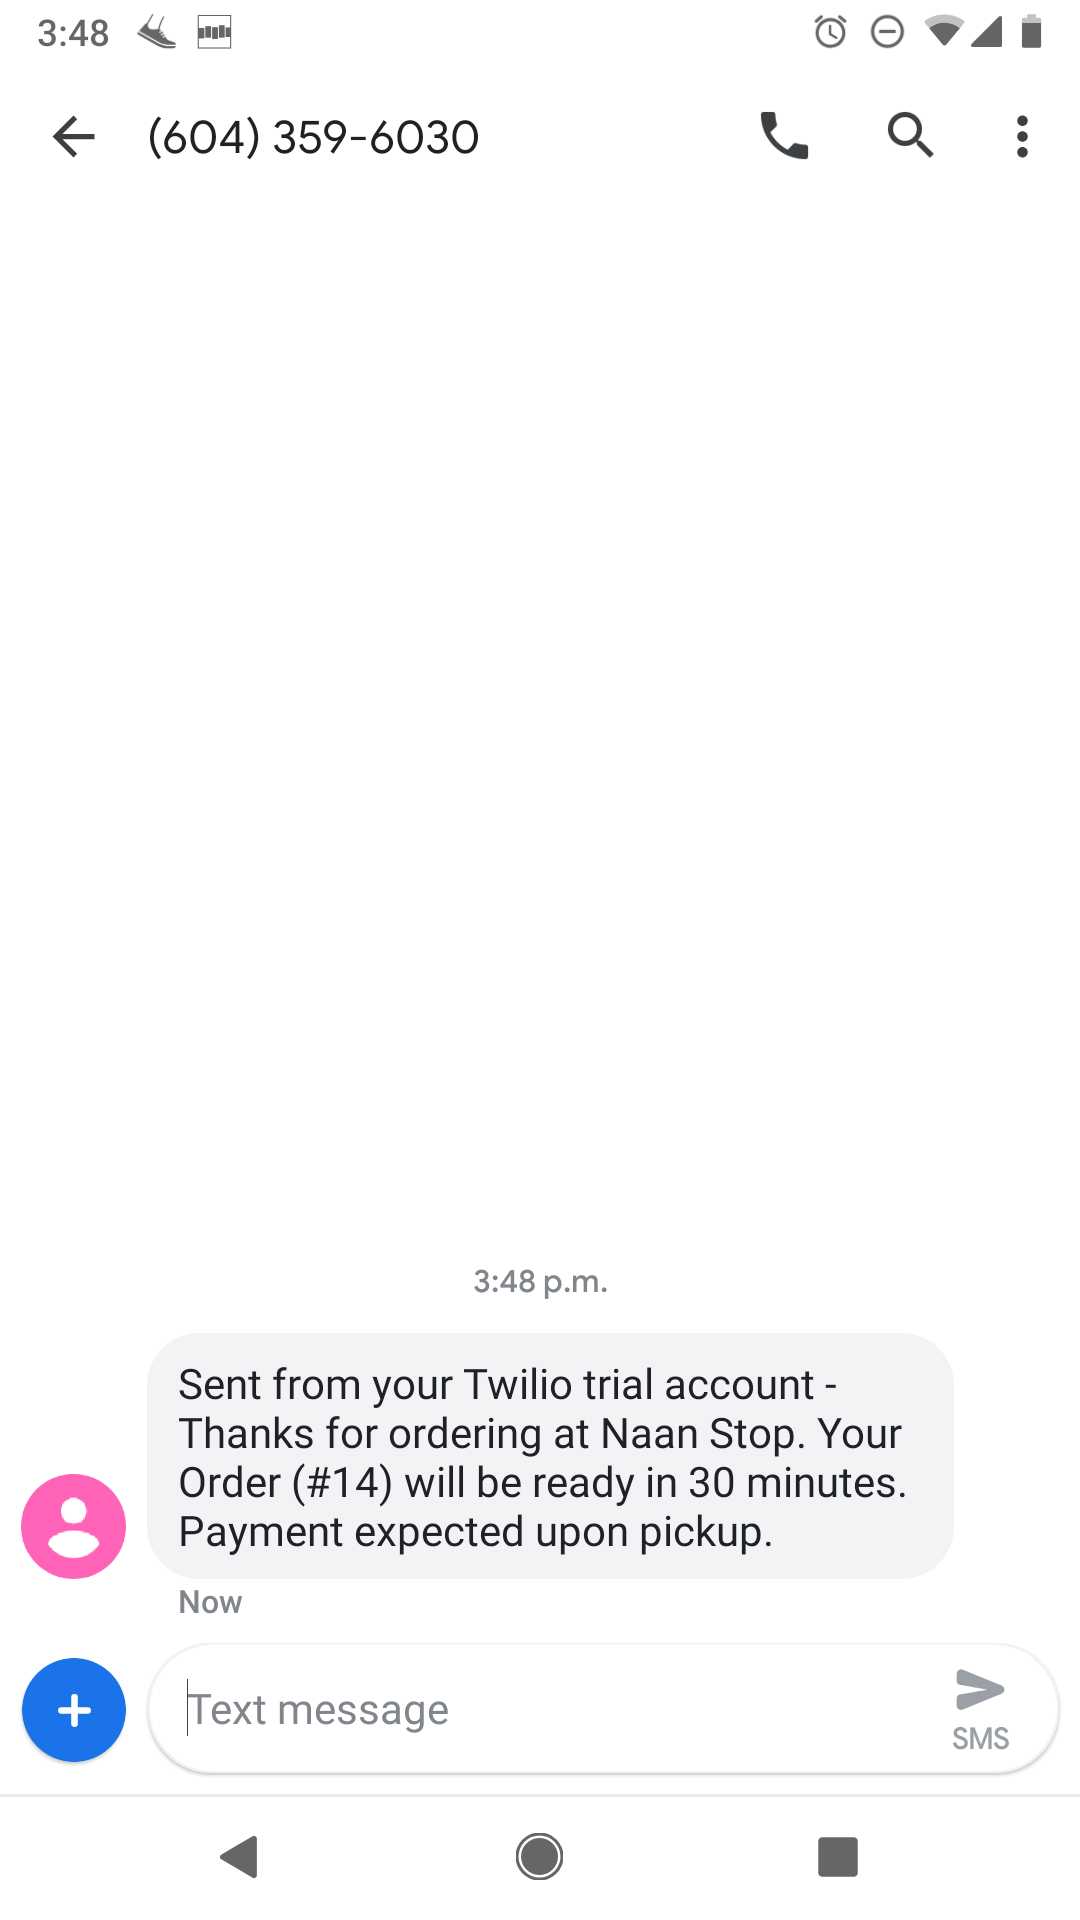 3:48
(604) 359-6030
3:48 p.m.
Sent from your Twilio trial account -
Thanks for ordering at Naan Stop. Your
Order (#14) will be ready in 30 minutes.
Payment expected upon pickup.
Now
Text message
SMS